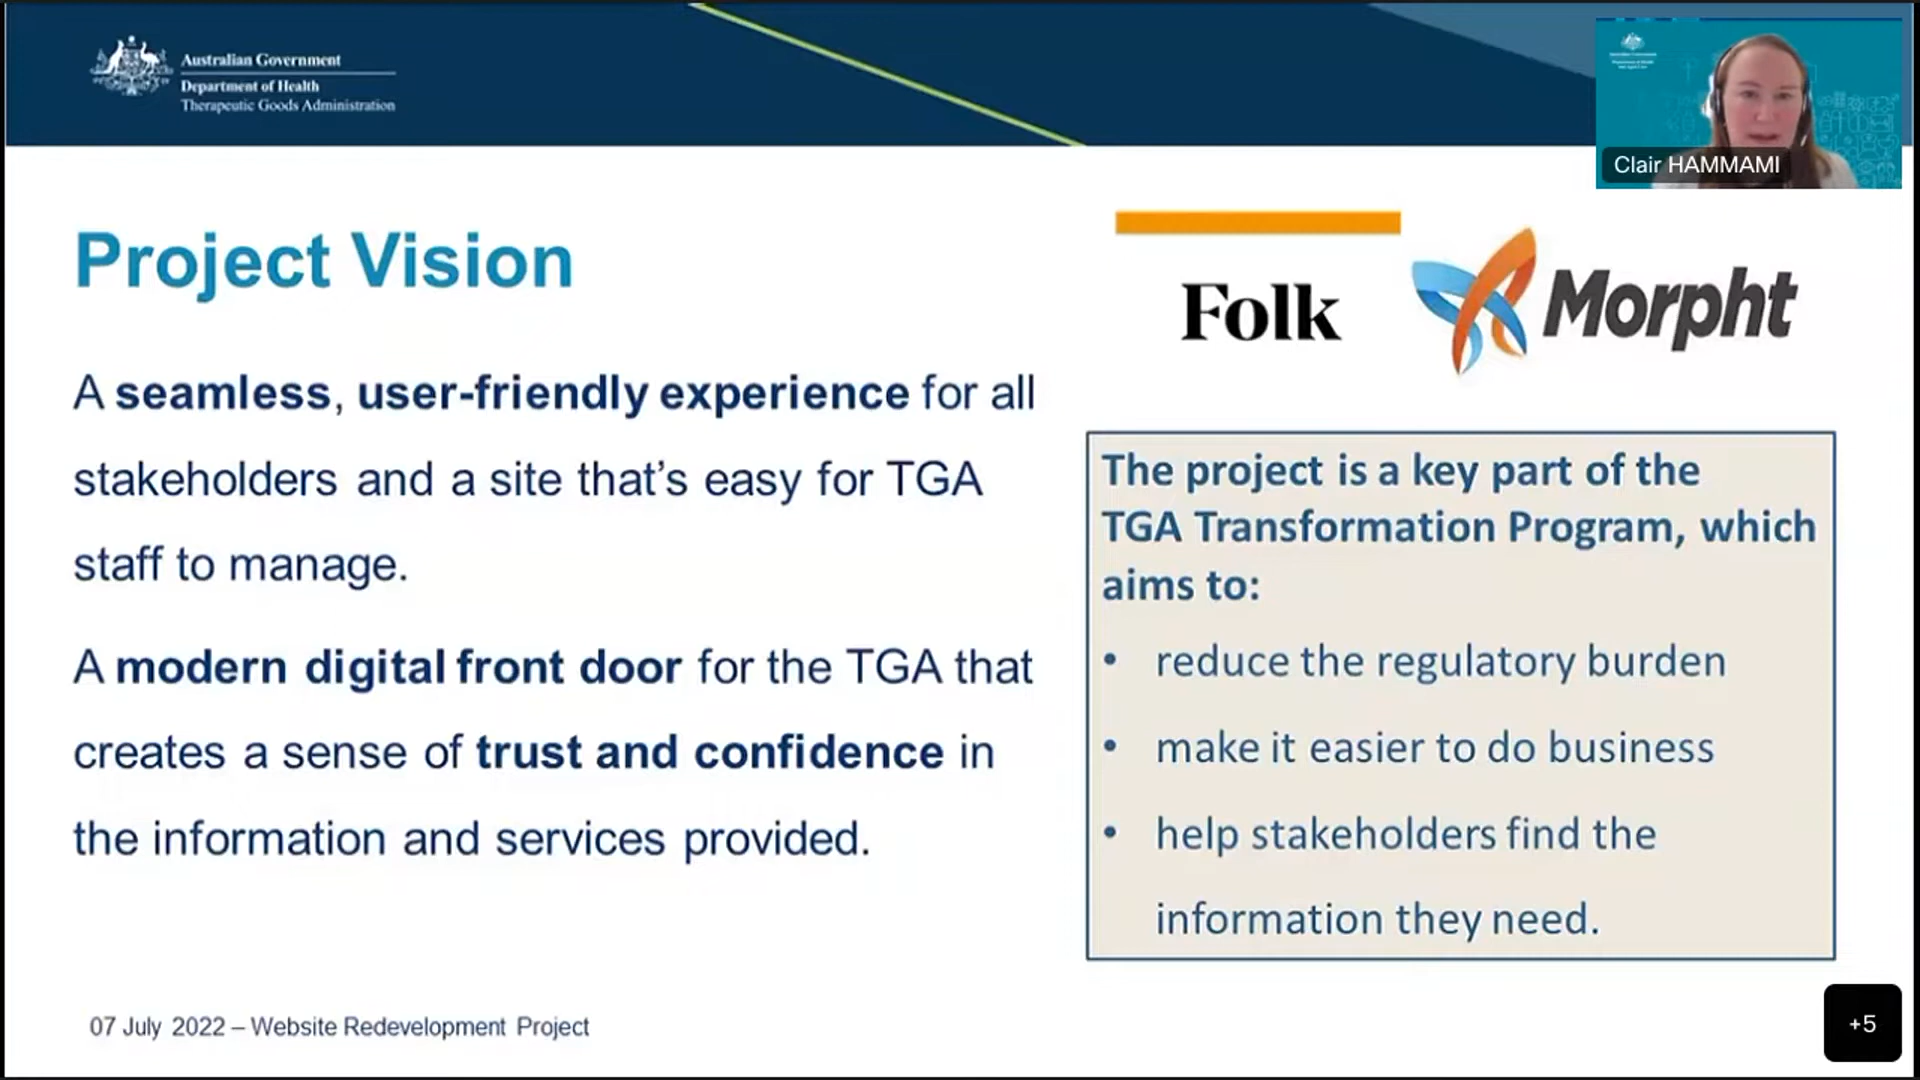 Australian Government
Department of Health
Therapeutic Goods Administration
Clair HAMMAMI
Project Vision
Folk
Morpht
A seamless, user-friendly experience for all
stakeholders and a site that’s easy for TGA
staff to manage.
A modern digital front door for the TGA that
creates a sense of trust and confidence in
the information and services provided.
The project is a key part of the
TGA Transformation Program, which
aims to:
• reduce the regulatory burden
• make it easier to do business
• help stakeholders find the
information they need.
07 July 2022 – Website Redevelopment Project
+5